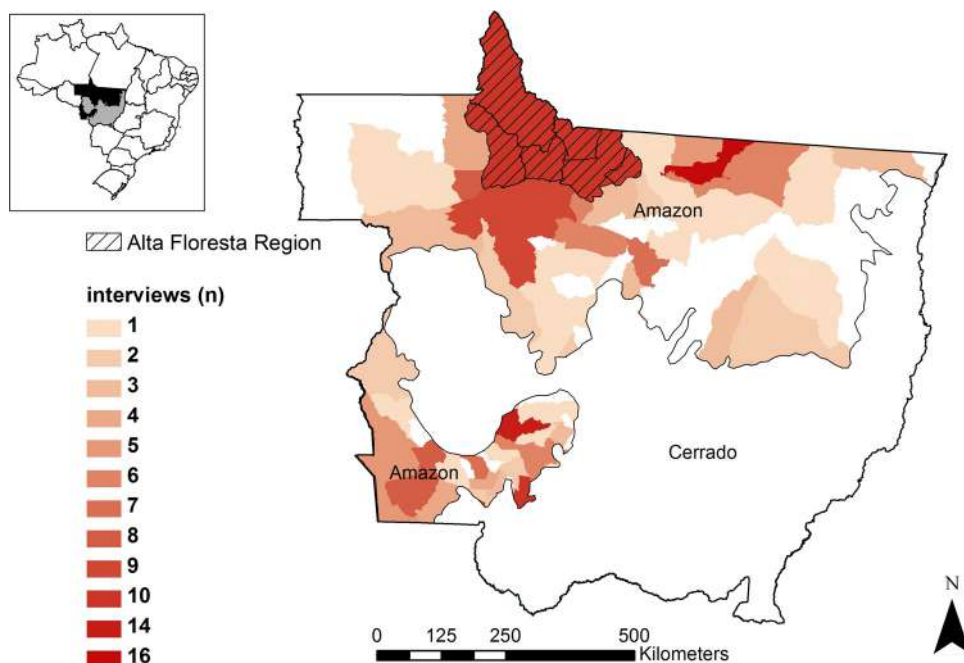 Alta Floresta Region
interviews (n)
1
2
3
4
5
6
7
8
9
10
14
16
Amazon
Amazon
Cerrado
0 125 250 500
Kilometers
N